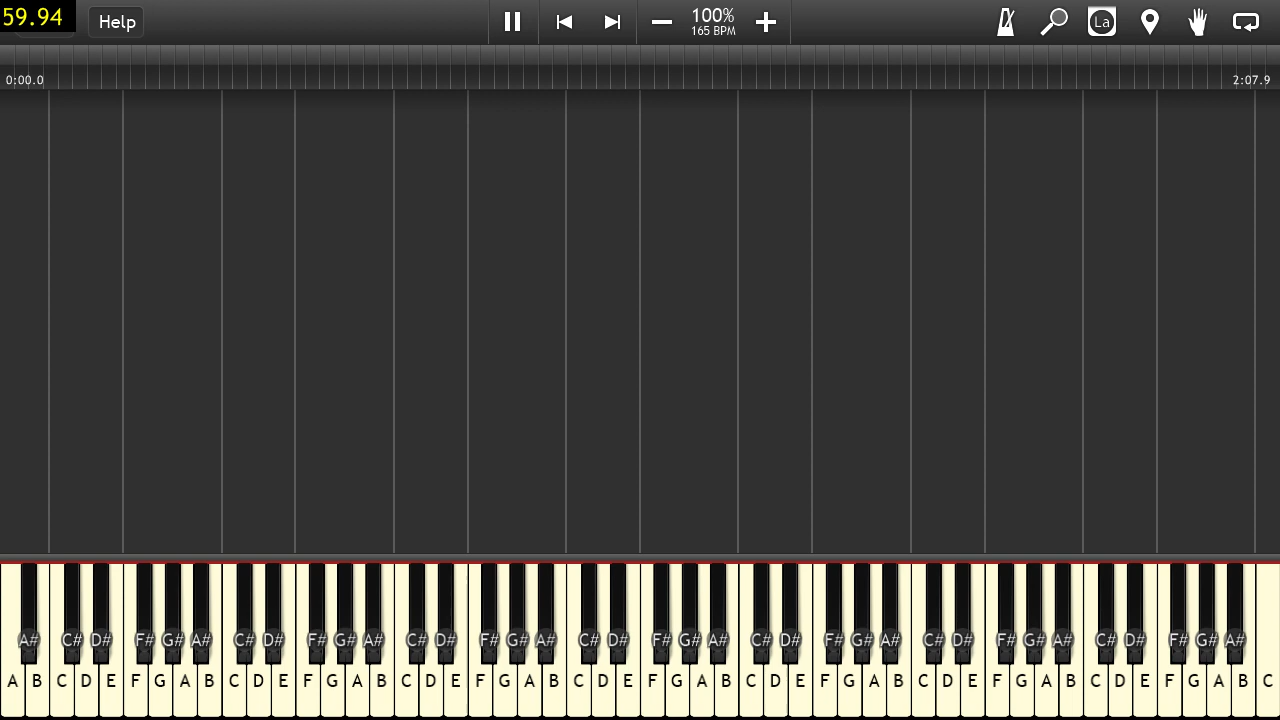 59.94
Help
100%
165 BPM
La
0:00.0
2:07.9
A# C# D# F# G# A# C# D# F# G# A# C# D# F# G# A# C# D# F# G# A# C# D# F# G# A# C# D# F# G# A# C# D# F# G# A#
A B C D E F G A B C D E F G A B C D E F G A B C D E F G A B C D E F G A B C D E F G A B C D E F G A B C